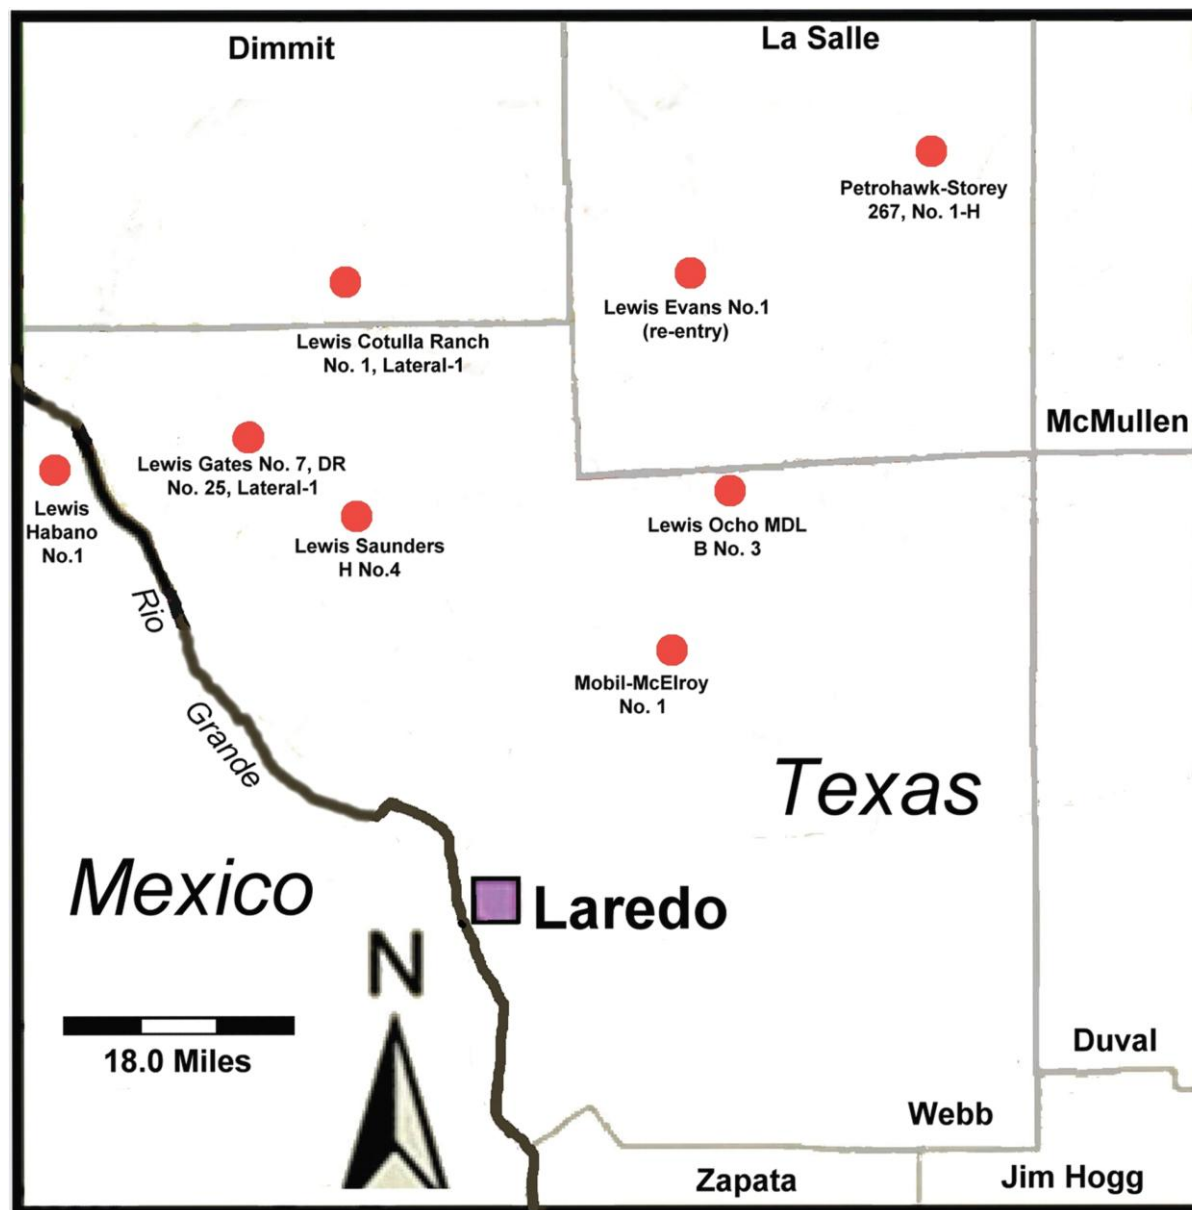 Dimmit
La Salle
Petrohawk-Storey
267, No. 1-H
Lewis Evans No.1
(re-entry)
Lewis Cotulla Ranch
No. 1, Lateral-1
McMullen
Lewis Gates No. 7, DR
No. 25, Lateral-1
Lewis
Habano
No.1
Lewis Saunders
H No.4
Lewis Ocho MDL
B No. 3
Rio
Grande
Mobil-McElroy
No. 1
Texas
Mexico
Laredo
N
18.0 Miles
Duval
Webb
Zapata
Jim Hogg